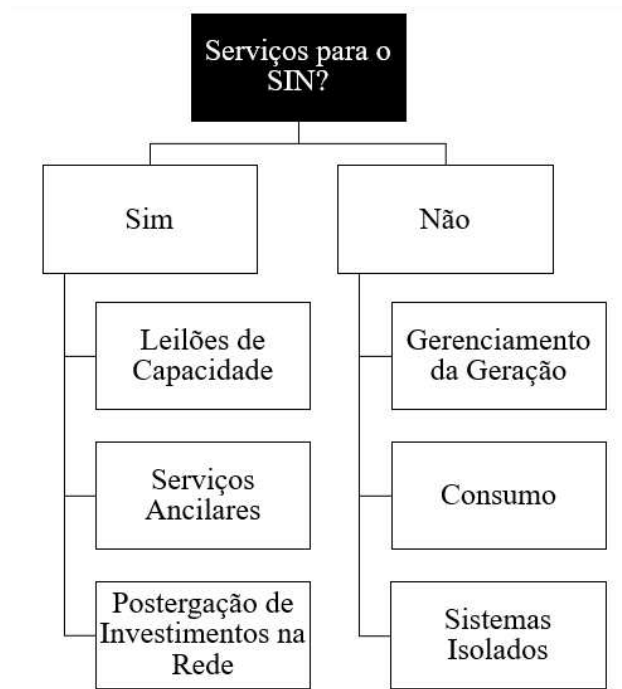 Serviços para o
SIN?
Sim
Não
Leilões de
Capacidade
Gerenciamento
da Geração
Serviços
Ancilares
Consumo
Postergação de
Investimentos na
Rede
Sistemas
Isolados